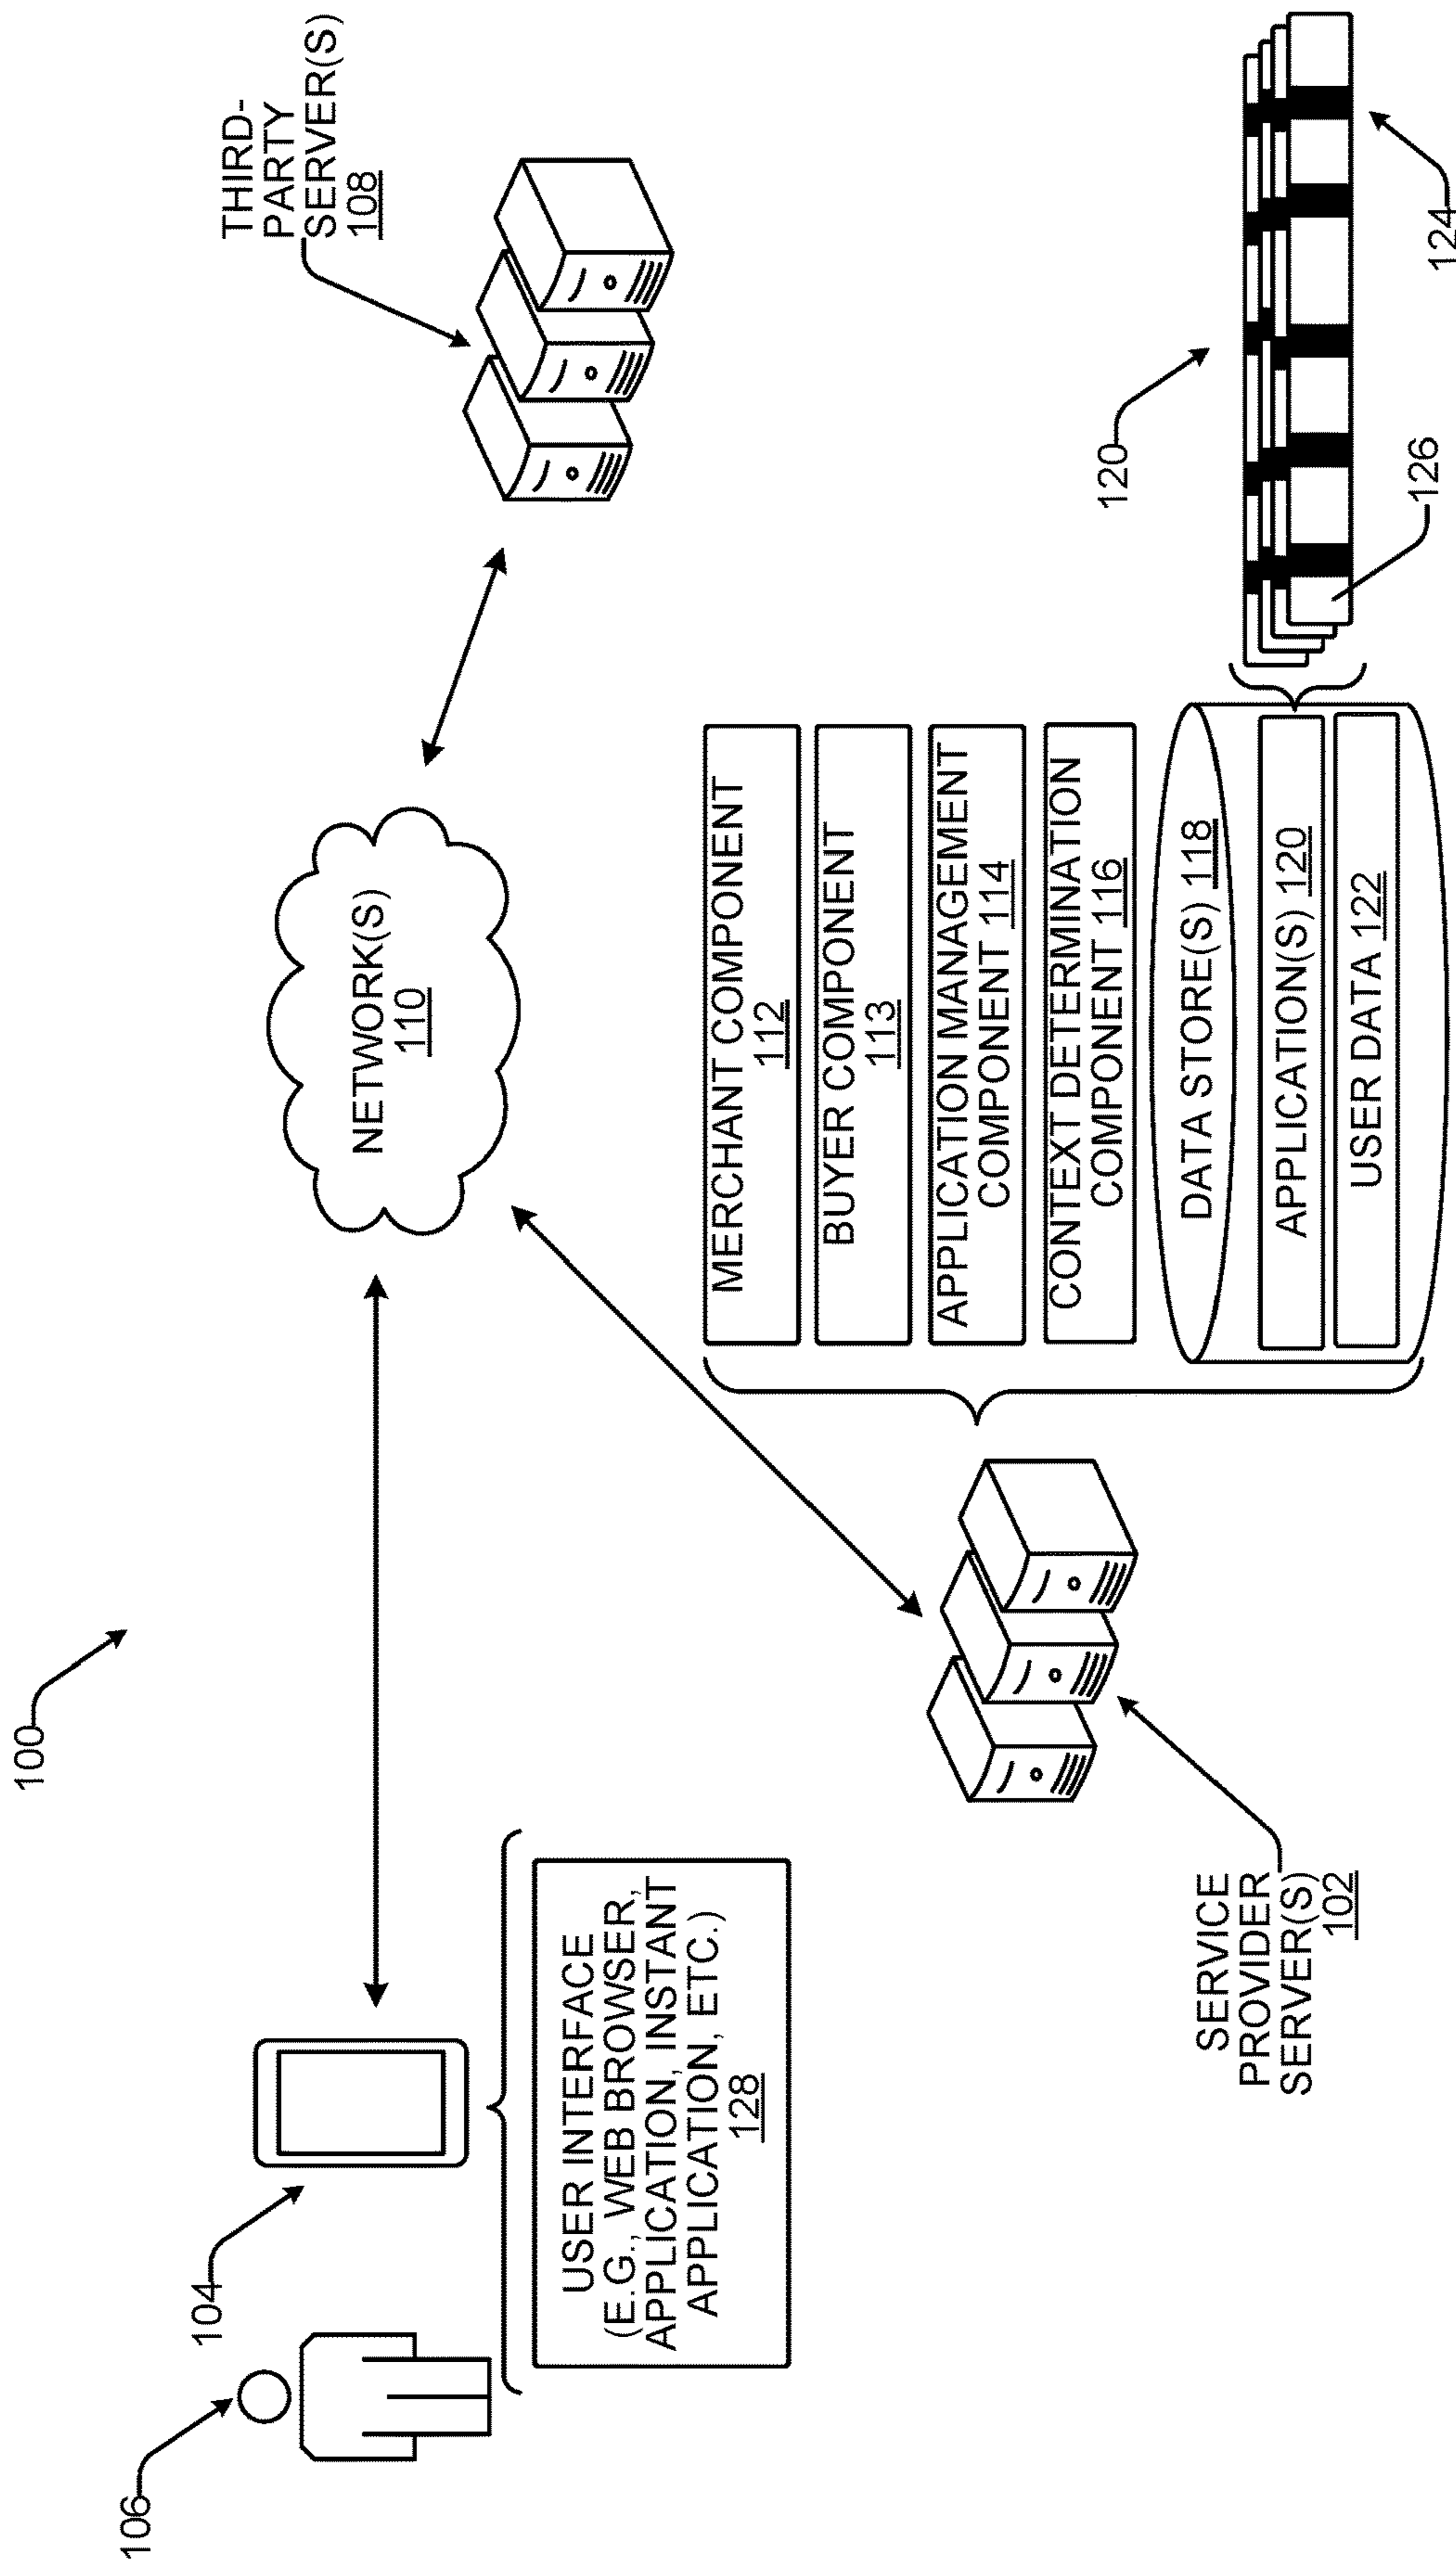 100
106
104
USER INTERFACE
(E.G., WEB BROWSER,
APPLICATION, INSTANT
APPLICATION, ETC.)
128
NETWORK(S)
110
THIRD-
PARTY
SERVER(S)
108
SERVICE
PROVIDER
SERVER(S)
102
MERCHANT COMPONENT
112
BUYER COMPONENT
113
APPLICATION MANAGEMENT
COMPONENT 114
CONTEXT DETERMINATION
COMPONENT 116
DATA STORE(S) 118
APPLICATION(S) 120
USER DATA 122
120
126
124